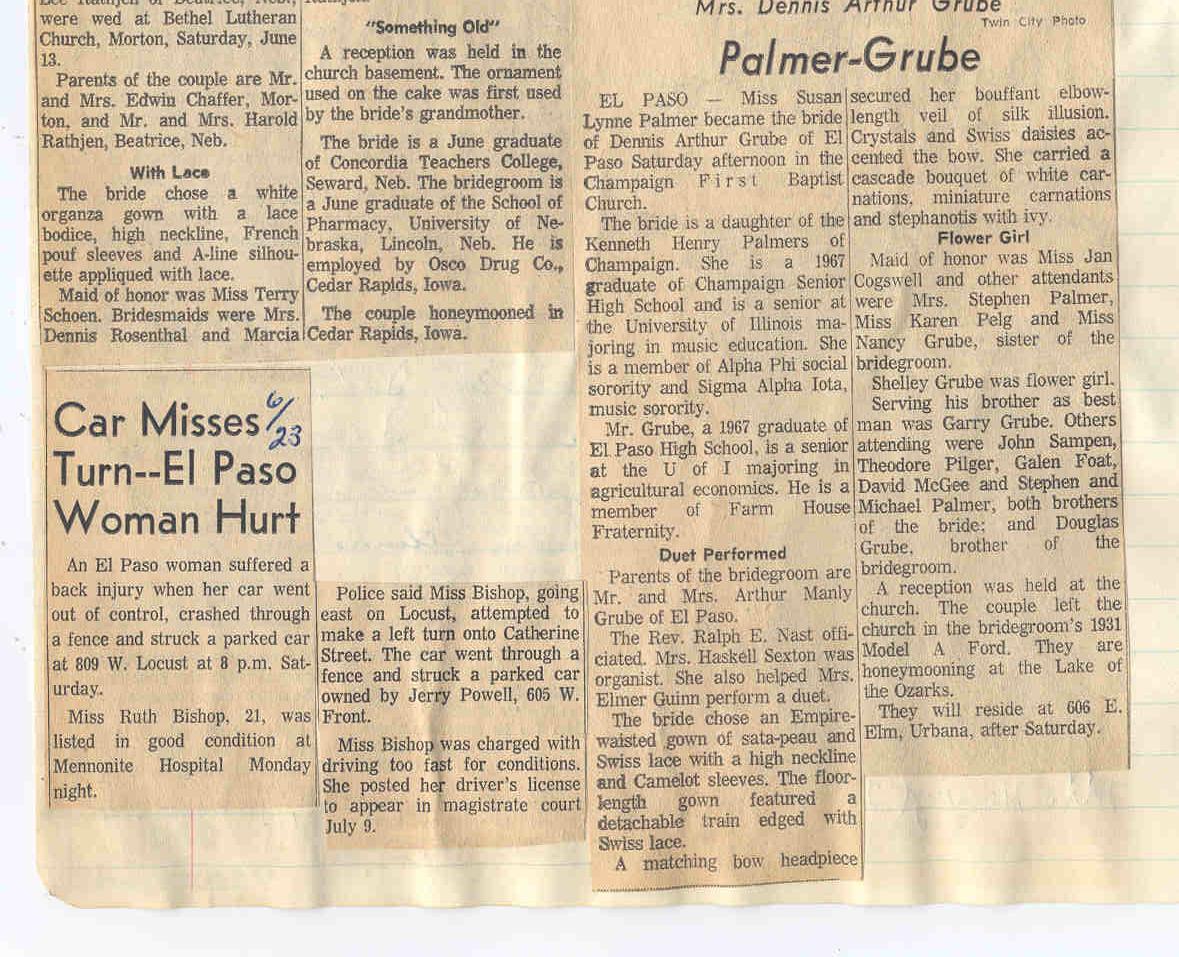 were wed at Bethel Lutheran
Church, Morton, Saturday, June
13.
Parents of the couple are Mr.
and Mrs. Edwin Chaffer, Mor-
ton, and Mr. and Mrs. Harold
Rathjen, Beatrice, Neb.
With Lace
The bride chose a white
organza gown with a lace
bodice, high neckline, French
pouf sleeves and A-line silhou-
ette appliqued with lace.
Maid of honor was Miss Terry
Schoen. Bridesmaids were Mrs.
Dennis Rosenthal and Marcia
"Something Old"
A reception was held in the
church basement. The ornament
used on the cake was first used
by the bride's grandmother.
The bride is a June graduate
of Concordia Teachers College,
Seward, Neb. The bridegroom is
a June graduate of the School of
Pharmacy, University of Ne-
braska, Lincoln, Neb. He is
employed by Osco Drug Co.,
Cedar Rapids, Iowa.
The couple honeymooned in
Cedar Rapids, Iowa.
Car Misses
6/23
Turn--El Paso
Woman Hurt
An El Paso woman suffered a
back injury when her car went
out of control, crashed through
a fence and struck a parked car
at 809 W. Locust at 8 p.m. Sat-
urday.
Miss Ruth Bishop, 21, was
listed in good condition at
Mennonite Hospital Monday
night.
Police said Miss Bishop, going
east on Locust, attempted to
make a left turn onto Catherine
Street. The car went through a
fence and struck a parked car
owned by Jerry Powell, 605 W.
Front.
Miss Bishop was charged with
driving too fast for conditions.
She posted her driver's license
to appear in magistrate court
July 9.
Mrs. Dennis Arthur Grube
Twin City Photo
Palmer-Grube
EL PASO — Miss Susan
Lynne Palmer became the bride
of Dennis Arthur Grube of El
Paso Saturday afternoon in the
Champaign First Baptist
Church.
The bride is a daughter of the
Kenneth Henry Palmers of
Champaign. She is a 1967
graduate of Champaign Senior
High School and is a senior at
the University of Illinois ma-
joring in music education. She
is a member of Alpha Phi social
sorority and Sigma Alpha Iota,
music sorority.
Mr. Grube, a 1967 graduate of
El Paso High School, is a senior
at the U of I majoring in
agricultural economics. He is a
member of Farm House
Fraternity.
Duet Performed
Parents of the bridegroom are
Mr. and Mrs. Arthur Manly
Grube of El Paso.
The Rev. Ralph E. Nast offi-
ciated. Mrs. Haskell Sexton was
organist. She also helped Mrs.
Elmer Guinn perform a duet.
The bride chose an Empire-
waisted gown of sata-peau and
Swiss lace with a high neckline
and Camelot sleeves. The floor-
length gown featured a
detachable train edged with
Swiss lace.
A matching bow headpiece
secured her bouffant elbow-
length veil of silk illusion.
Crystals and Swiss daisies ac-
cented the bow. She carried a
cascade bouquet of white car-
nations, miniature carnations
and stephanotis with ivy.
Flower Girl
Maid of honor was Miss Jan
Cogswell and other attendants
were Mrs. Stephen Palmer,
Miss Karen Pelg and Miss
Nancy Grube, sister of the
bridegroom.
Shelley Grube was flower girl.
Serving his brother as best
man was Garry Grube. Others
attending were John Sampen,
Theodore Pilger, Galen Foat,
David McGee and Stephen and
Michael Palmer, both brothers
of the bride; and Douglas
Grube, brother of the
bridegroom.
A reception was held at the
church. The couple left the
church in the bridegroom's 1931
Model A Ford. They are
honeymooning at the Lake of
the Ozarks.
They will reside at 606 E.
Elm, Urbana, after Saturday.